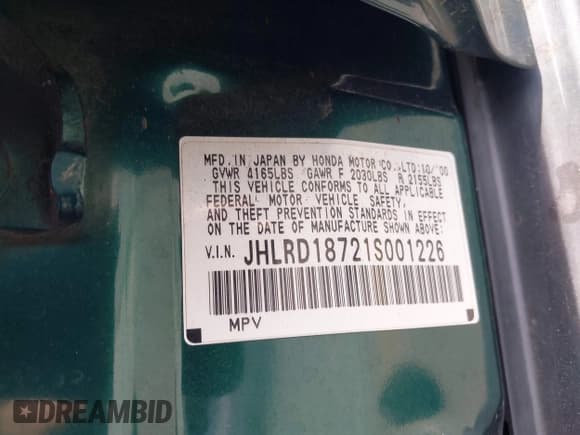 MFD. IN JAPAN BY HONDA MOTOR CO.,LTD:10/'00
GVWR 4165LBS GAWR F 2030LBS R 2155LBS
THIS VEHICLE CONFORMS TO ALL APPLICABLE
FEDERAL MOTOR VEHICLE SAFETY,
AND THEFT PREVENTION STANDARDS IN EFFECT
ON THE DATE OF MANUFACTURE SHOWN ABOVE:
V.I.N. JHLRD18721S001226
MPV
DREAMBID